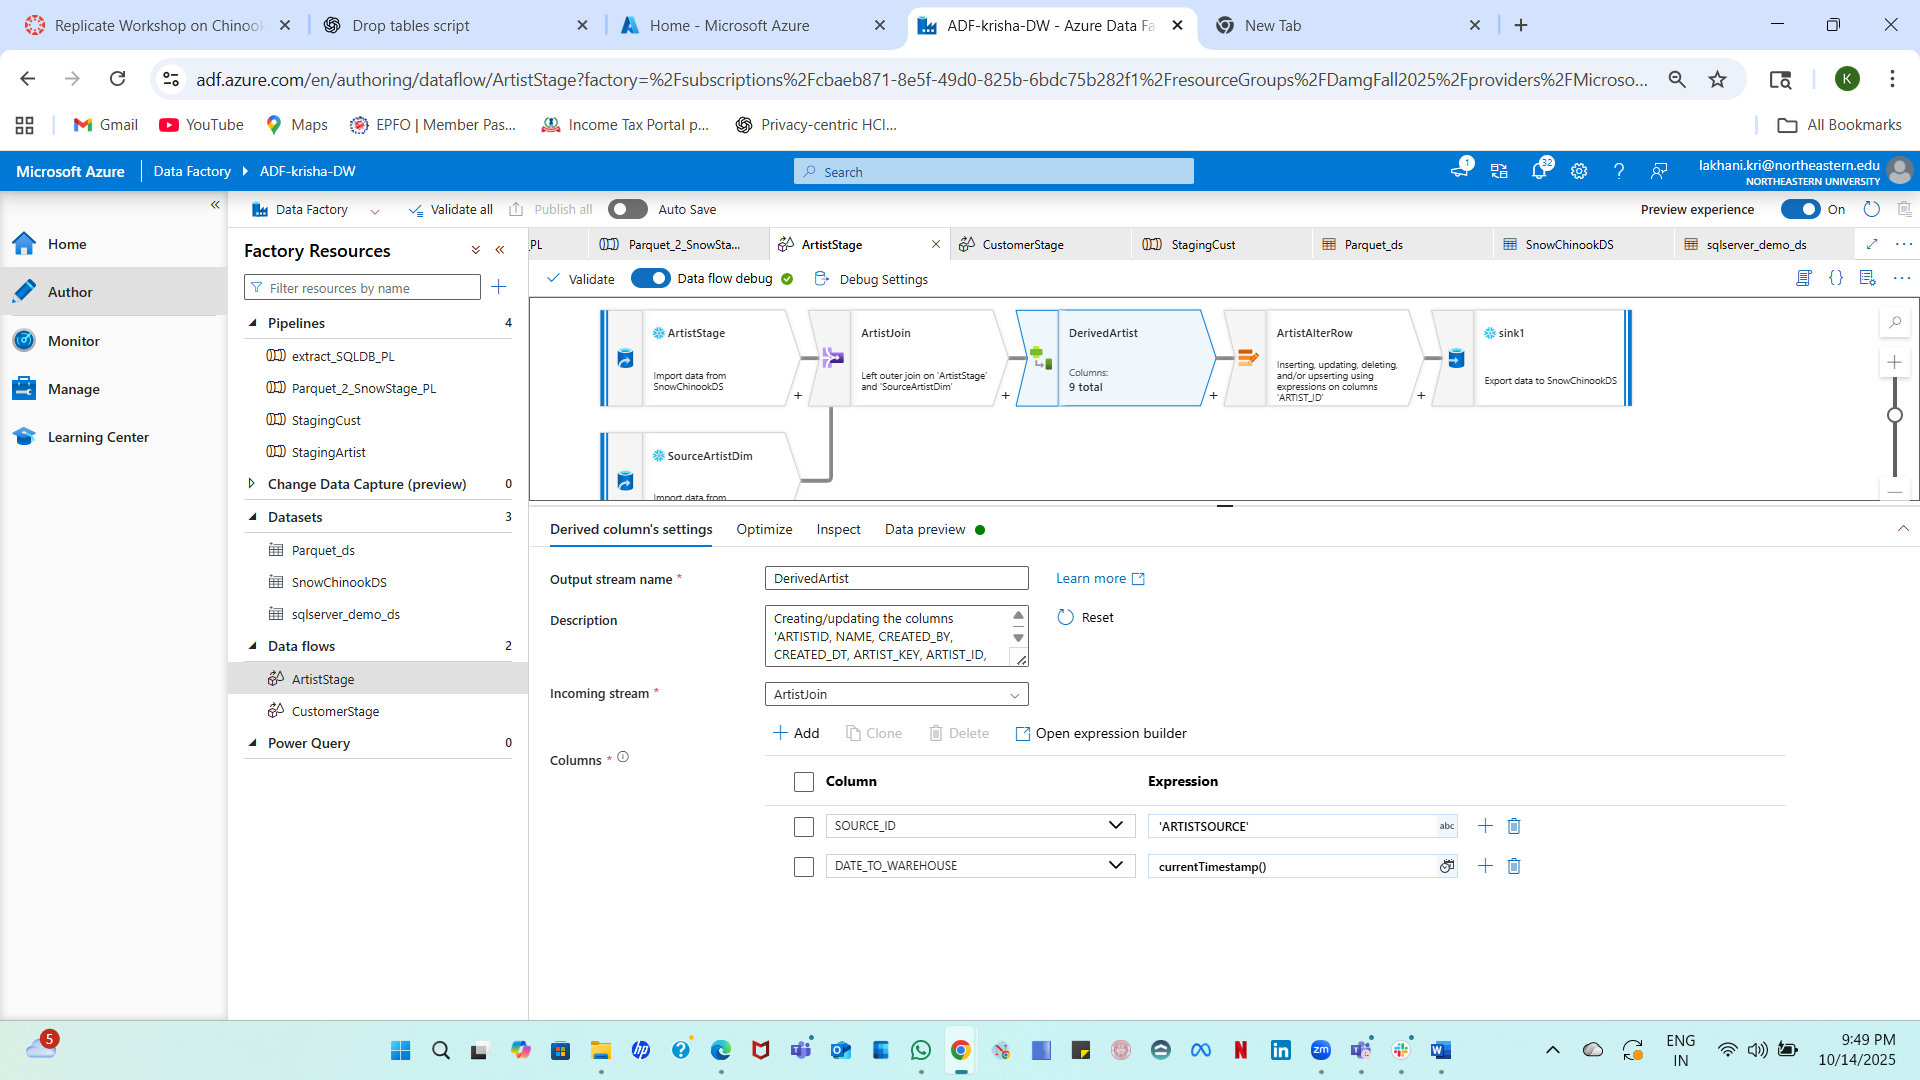 Replicate Workshop on Chinook
Drop tables script
Home - Microsoft Azure
ADF-krisha-DW - Azure Data Fa
New Tab
adf.azure.com/en/authoring/dataflow/ArtistStage?factory=%2Fsubscriptions%2Fcbaeb871-8e5f-49d0-825b-6bdc75b282f1%2FresourceGroups%2FDamgFall2025%2Fproviders%2FMicroso...
K
Gmail
YouTube
Maps
EPFO | Member Pas...
Income Tax Portal p...
Privacy-centric HCI...
All Bookmarks
Microsoft Azure
Data Factory
ADF-krisha-DW
Search
1
32
lakhani.kri@northeastern.edu
NORTHEASTERN UNIVERSITY
Data Factory
Validate all
Publish all
Auto Save
Preview experience
On
Home
Author
Monitor
Manage
Learning Center
Factory Resources
Filter resources by name
Pipelines 4
extract_SQLDB_PL
Parquet_2_SnowStage_PL
StagingCust
StagingArtist
Change Data Capture (preview) 0
Datasets 3
Parquet_ds
SnowChinookDS
sqlserver_demo_ds
Data flows 2
ArtistStage
CustomerStage
Power Query 0
_PL
Parquet_2_SnowSta...
ArtistStage
CustomerStage
StagingCust
Parquet_ds
SnowChinookDS
sqlserver_demo_ds
Validate
Data flow debug
Debug Settings
ArtistStage
Import data from
SnowChinookDS
ArtistJoin
Left outer join on 'ArtistStage'
and 'SourceArtistDim'
DerivedArtist
Columns:
9 total
ArtistAlterRow
Inserting, updating, deleting,
and/or upserting using
expressions on columns
'ARTIST_ID'
sink1
Export data to SnowChinookDS
SourceArtistDim
Import data from
Derived column's settings
Optimize
Inspect
Data preview
Output stream name *
DerivedArtist
Learn more
Description
Creating/updating the columns
'ARTISTID, NAME, CREATED_BY,
CREATED_DT, ARTIST_KEY, ARTIST_ID,
Reset
Incoming stream *
ArtistJoin
Add
Clone
Delete
Open expression builder
Columns *
Column
Expression
SOURCE_ID
'ARTISTSOURCE'
abc
DATE_TO_WAREHOUSE
currentTimestamp()
5
ENG
IN
9:49 PM
10/14/2025